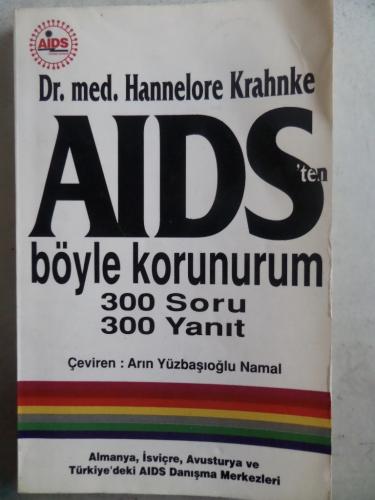 AIDS
Dr. med. Hannelore Krahnke
AIDS'ten
böyle korunurum
300 Soru
300 Yanıt
Çeviren : Arın Yüzbaşıoğlu Namal
Almanya, İsviçre, Avusturya ve
Türkiye'deki AIDS Danışma Merkezleri